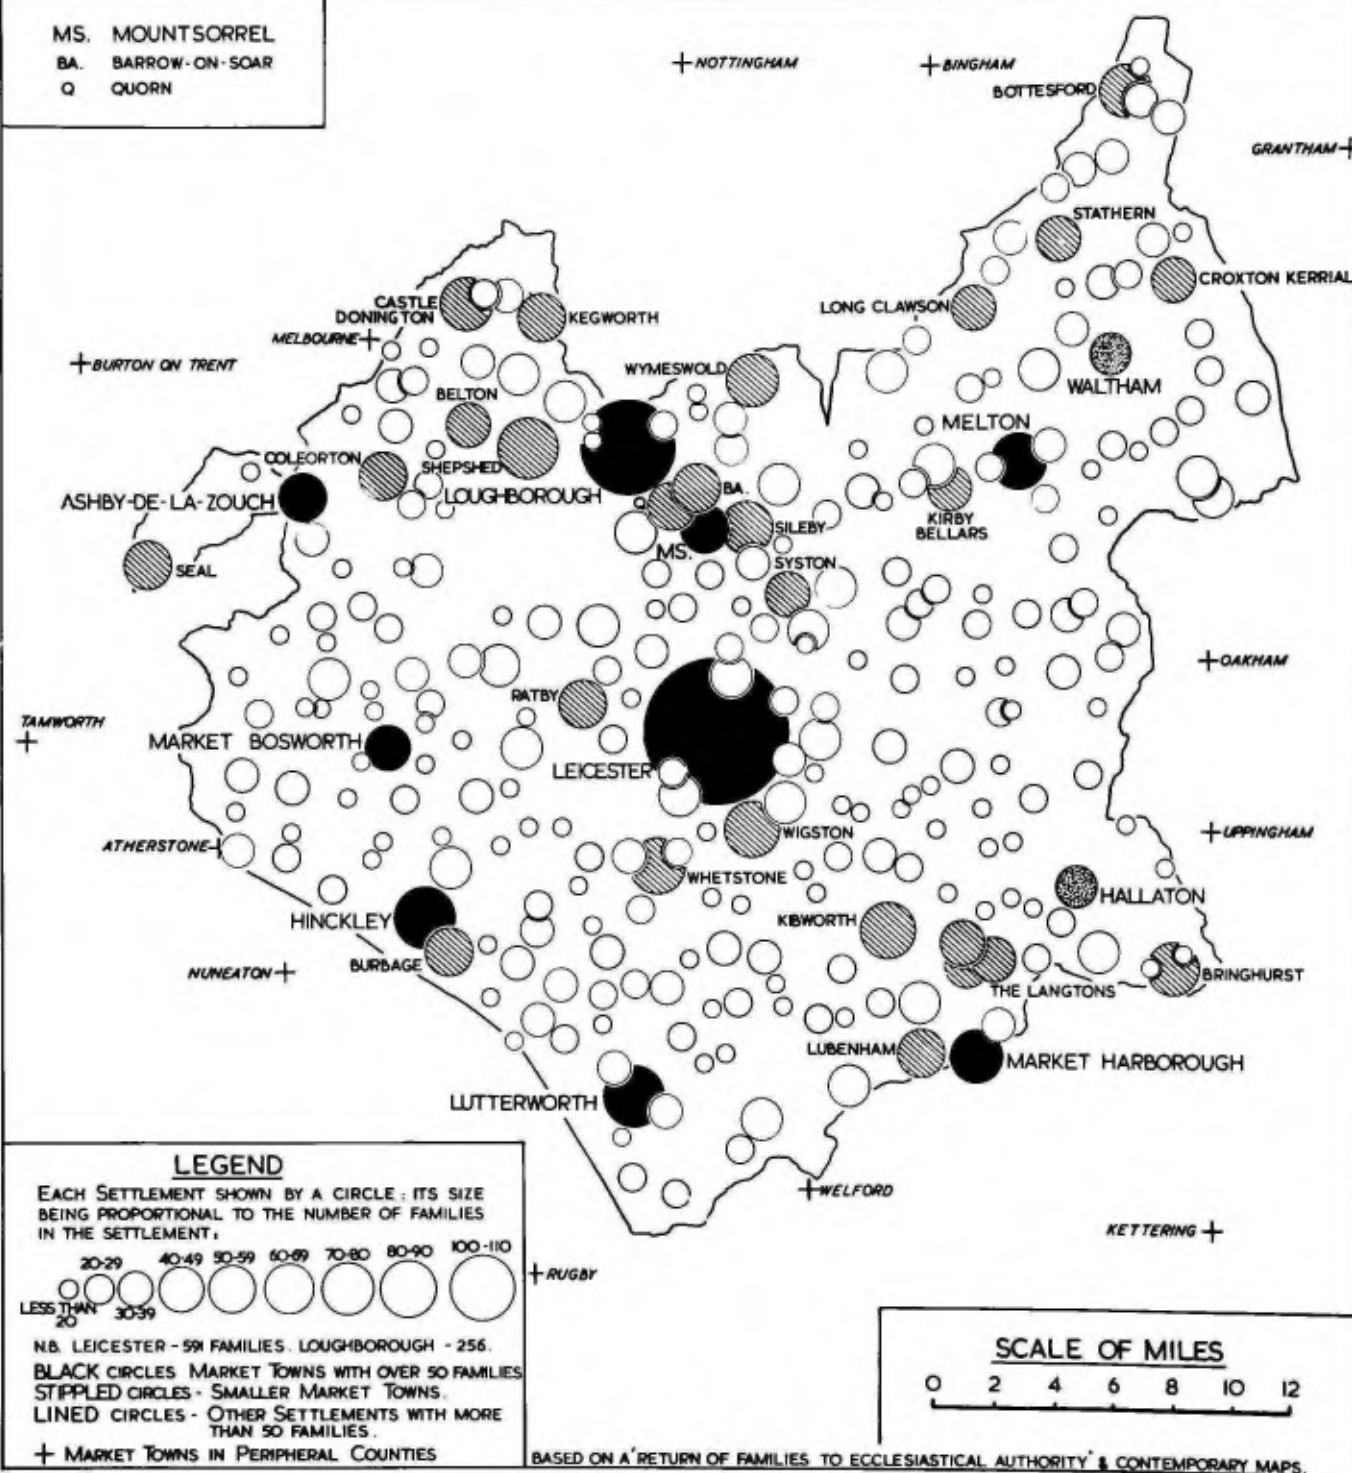 MS. MOUNTSORREL
BA. BARROW-ON-SOAR
Q QUORN
NOTTINGHAM
BINGHAM
BOTTESFORD
GRANTHAM
STATHERN
CROXTON KERRIAL
LONG CLAWSON
CASTLE
DONINGTON
KEGWORTH
MELBOURNE
BURTON ON TRENT
WYMESWOLD
WALTHAM
BELTON
MELTON
COLEORTON
SHEPSHED
LOUGHBOROUGH
ASHBY-DE-LA-ZOUCH
BA.
Q
SILEBY
KIRBY
BELLARS
MS.
SYSTON
SEAL
OAKHAM
RATBY
TAMWORTH
MARKET BOSWORTH
LEICESTER
WIGSTON
UPPINGHAM
ATHERSTONE
WHETSTONE
HALLATON
HINCKLEY
KIBWORTH
BURBAGE
NUNEATON
BRINGHURST
THE LANGTONS
LUBENHAM
MARKET HARBOROUGH
LUTTERWORTH
WELFORD
KETTERING
RUGBY
LEGEND
EACH SETTLEMENT SHOWN BY A CIRCLE : ITS SIZE
BEING PROPORTIONAL TO THE NUMBER OF FAMILIES
IN THE SETTLEMENT:
20-29 40-49 50-59 60-69 70-80 80-90 100-110
LESS THAN
20
30-39
N.B. LEICESTER - 591 FAMILIES. LOUGHBOROUGH - 256.
BLACK CIRCLES MARKET TOWNS WITH OVER 50 FAMILIES
STIPPLED CIRCLES - SMALLER MARKET TOWNS.
LINED CIRCLES - OTHER SETTLEMENTS WITH MORE
THAN 50 FAMILIES.
+ MARKET TOWNS IN PERIPHERAL COUNTIES
SCALE OF MILES
0 2 4 6 8 10 12
BASED ON A 'RETURN OF FAMILIES TO ECCLESIASTICAL AUTHORITY' & CONTEMPORARY MAPS.